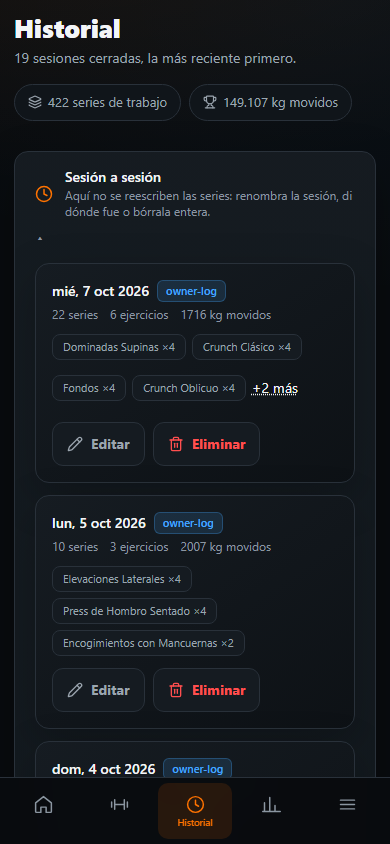 Historial
19 sesiones cerradas, la más reciente primero.
422 series de trabajo 149.107 kg movidos
Sesión a sesión
Aquí no se reescriben las series: renombra la sesión, di
dónde fue o bórrala entera.
mié, 7 oct 2026 owner-log
22 series 6 ejercicios 1716 kg movidos
Dominadas Supinas ×4 Crunch Clásico ×4
Fondos ×4 Crunch Oblicuo ×4 +2 más
Editar Eliminar
lun, 5 oct 2026 owner-log
10 series 3 ejercicios 2007 kg movidos
Elevaciones Laterales ×4
Press de Hombro Sentado ×4
Encogimientos con Mancuernas ×2
Editar Eliminar
dom, 4 oct 2026 owner-log
Historial